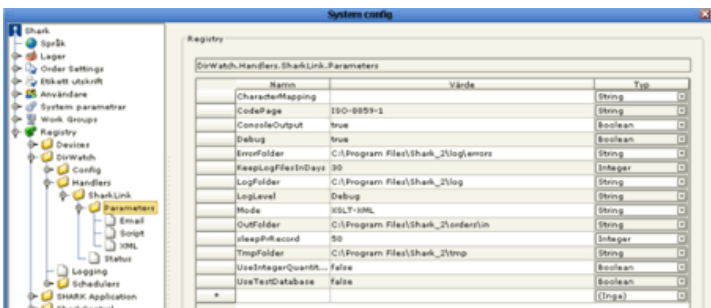 System config
Shark
Språk
Lager
Order Settings
Etikett utskrift
Användare
System parametrar
Work Groups
Registry
Devices
DirWatch
Config
Handlers
SharkLink
Parameters
Email
Script
XML
Status
Logging
Schedulers
SHARK Application
SharkControl
Registry
DirWatch.Handlers.SharkLink.Parameters
Namn Värde Typ
CharacterMapping String
CodePage ISO-8859-1 String
ConsoleOutput true Boolean
Debug true Boolean
ErrorFolder C:\Program Files\Shark_2\log\errors String
KeepLogFilesInDays 30 Integer
LogFolder C:\Program Files\Shark_2\log String
LogLevel Debug String
Mode XSLT-XML String
OutFolder C:\Program Files\Shark_2\orders\in String
sleepPrRecord 50 Integer
TmpFolder C:\Program Files\Shark_2\tmp String
UseIntegerQuantit... false Boolean
UseTestDatabase false Boolean
* (Inga)